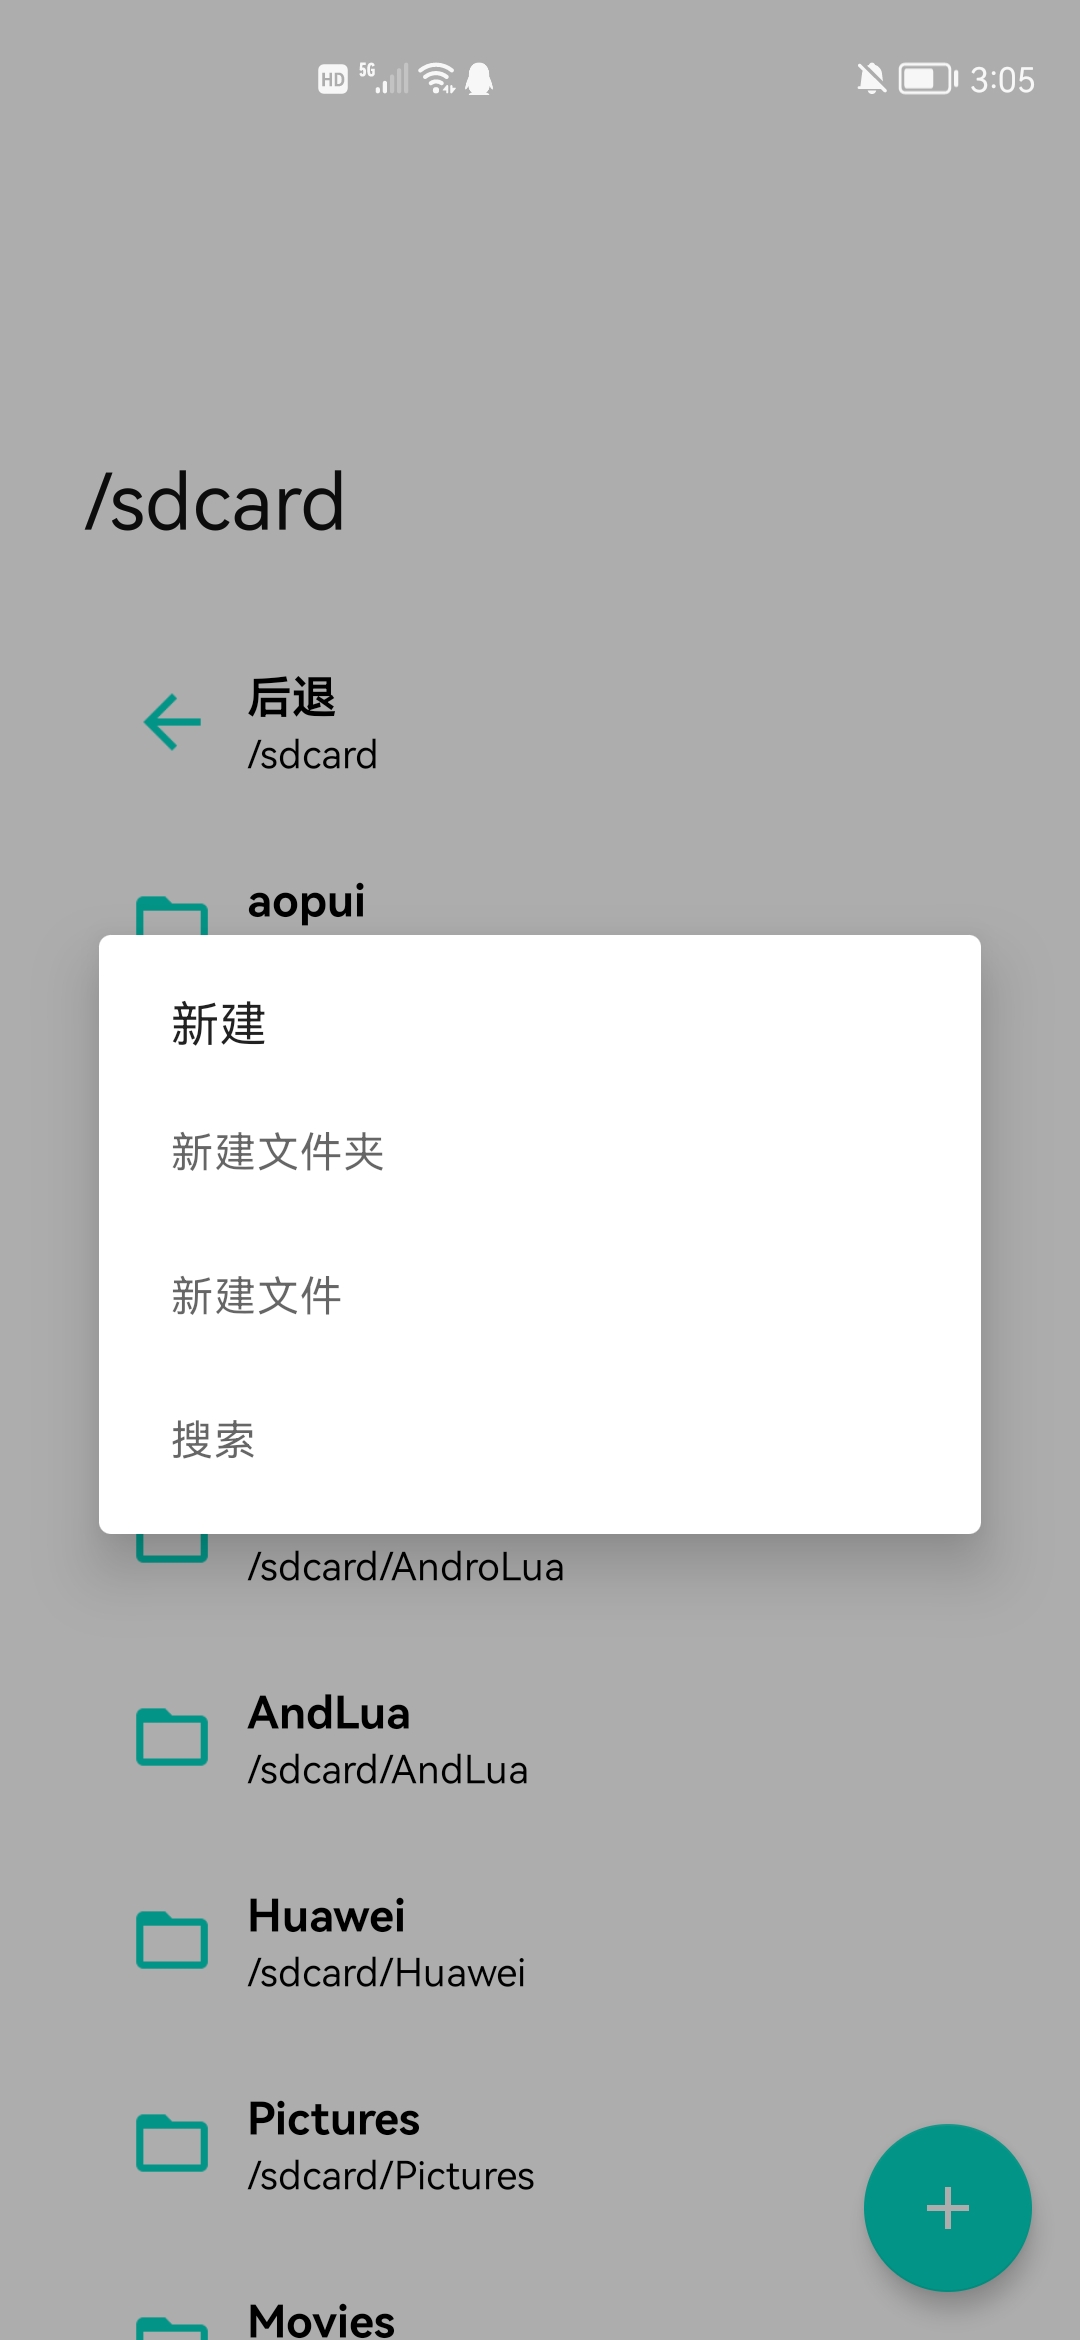 HD 5G 3:05
/sdcard
后退
/sdcard
aopui
新建
新建文件夹
新建文件
搜索
/sdcard/AndroLua
AndLua
/sdcard/AndLua
Huawei
/sdcard/Huawei
Pictures
/sdcard/Pictures
Movies